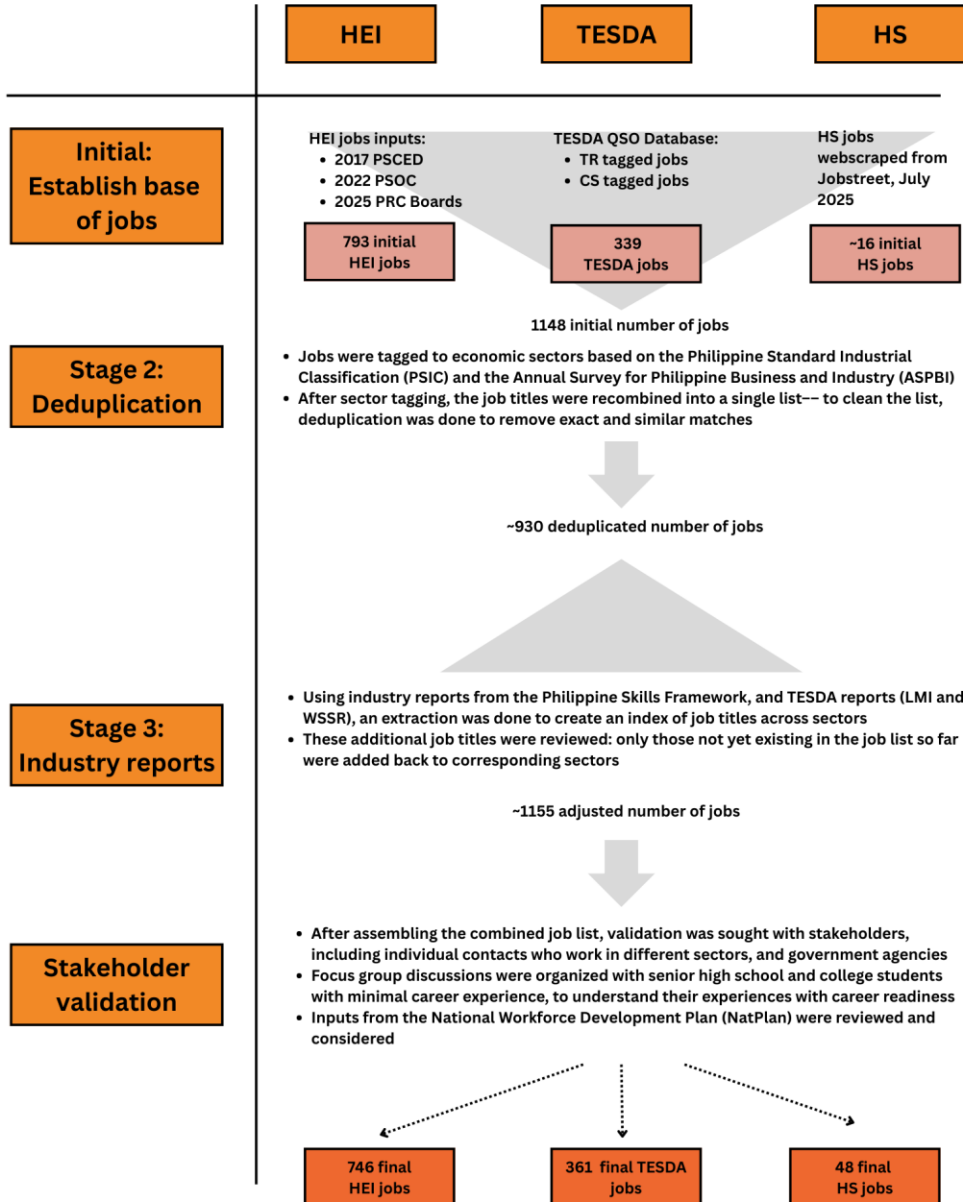 HEI
TESDA
HS
Initial:
Establish base
of jobs
HEI jobs inputs:
• 2017 PSCED
• 2022 PSOC
• 2025 PRC Boards
TESDA QSO Database:
• TR tagged jobs
• CS tagged jobs
HS jobs
webscraped from
Jobstreet, July
2025
793 initial
HEI jobs
339
TESDA jobs
~16 initial
HS jobs
1148 initial number of jobs
Stage 2:
Deduplication
• Jobs were tagged to economic sectors based on the Philippine Standard Industrial
Classification (PSIC) and the Annual Survey for Philippine Business and Industry (ASPBI)
• After sector tagging, the job titles were recombined into a single list–– to clean the list,
deduplication was done to remove exact and similar matches
~930 deduplicated number of jobs
Stage 3:
Industry reports
• Using industry reports from the Philippine Skills Framework, and TESDA reports (LMI and
WSSR), an extraction was done to create an index of job titles across sectors
• These additional job titles were reviewed: only those not yet existing in the job list so far
were added back to corresponding sectors
~1155 adjusted number of jobs
Stakeholder
validation
• After assembling the combined job list, validation was sought with stakeholders,
including individual contacts who work in different sectors, and government agencies
• Focus group discussions were organized with senior high school and college students
with minimal career experience, to understand their experiences with career readiness
• Inputs from the National Workforce Development Plan (NatPlan) were reviewed and
considered
746 final
HEI jobs
361 final TESDA
jobs
48 final
HS jobs